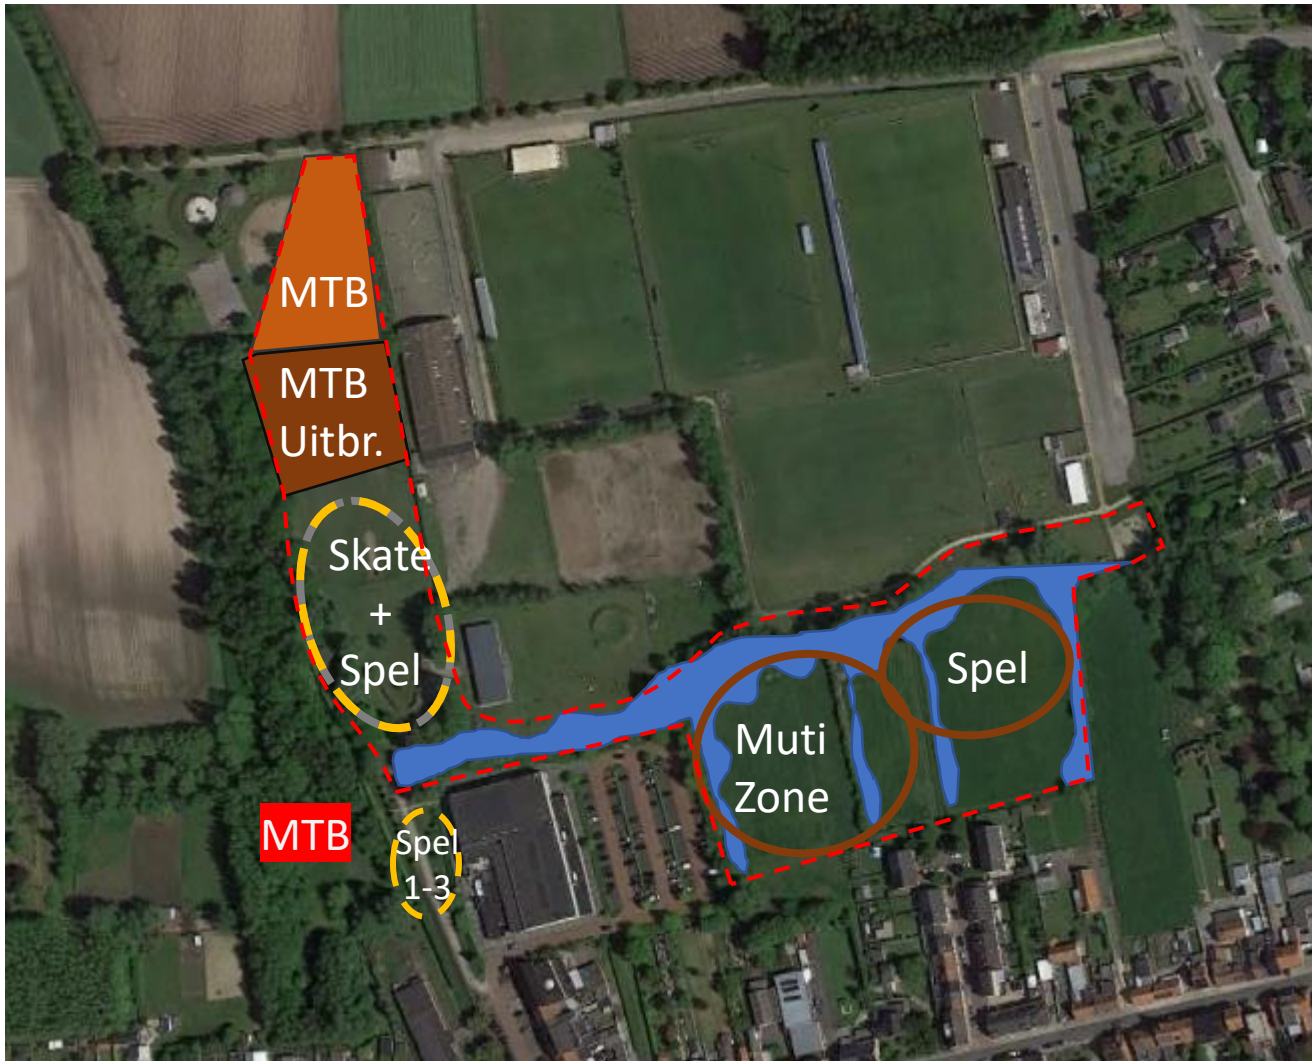 MTB
MTB
Uitbr.
Skate
+
Spel
Spel
Muti
Zone
MTB
Spel
1-3